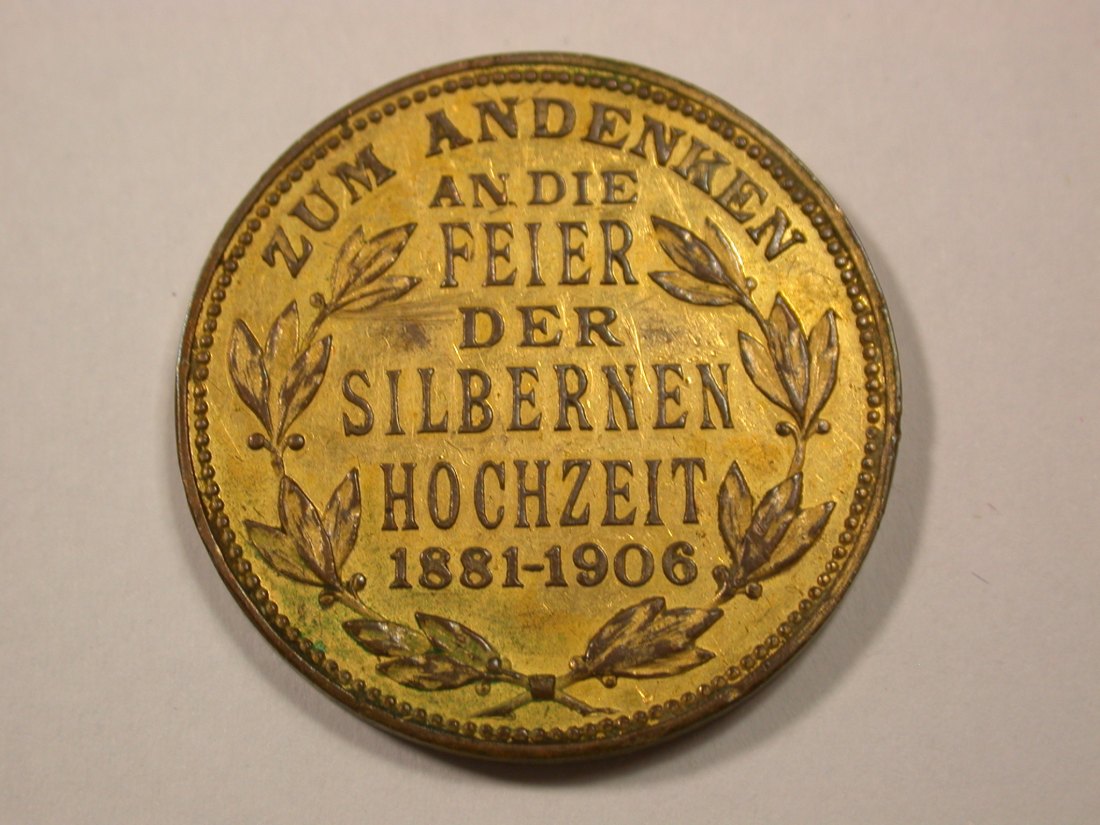 ZUM ANDENKEN
AN DIE
FEIER
DER
SILBERNEN
HOCHZEIT
1881-1906